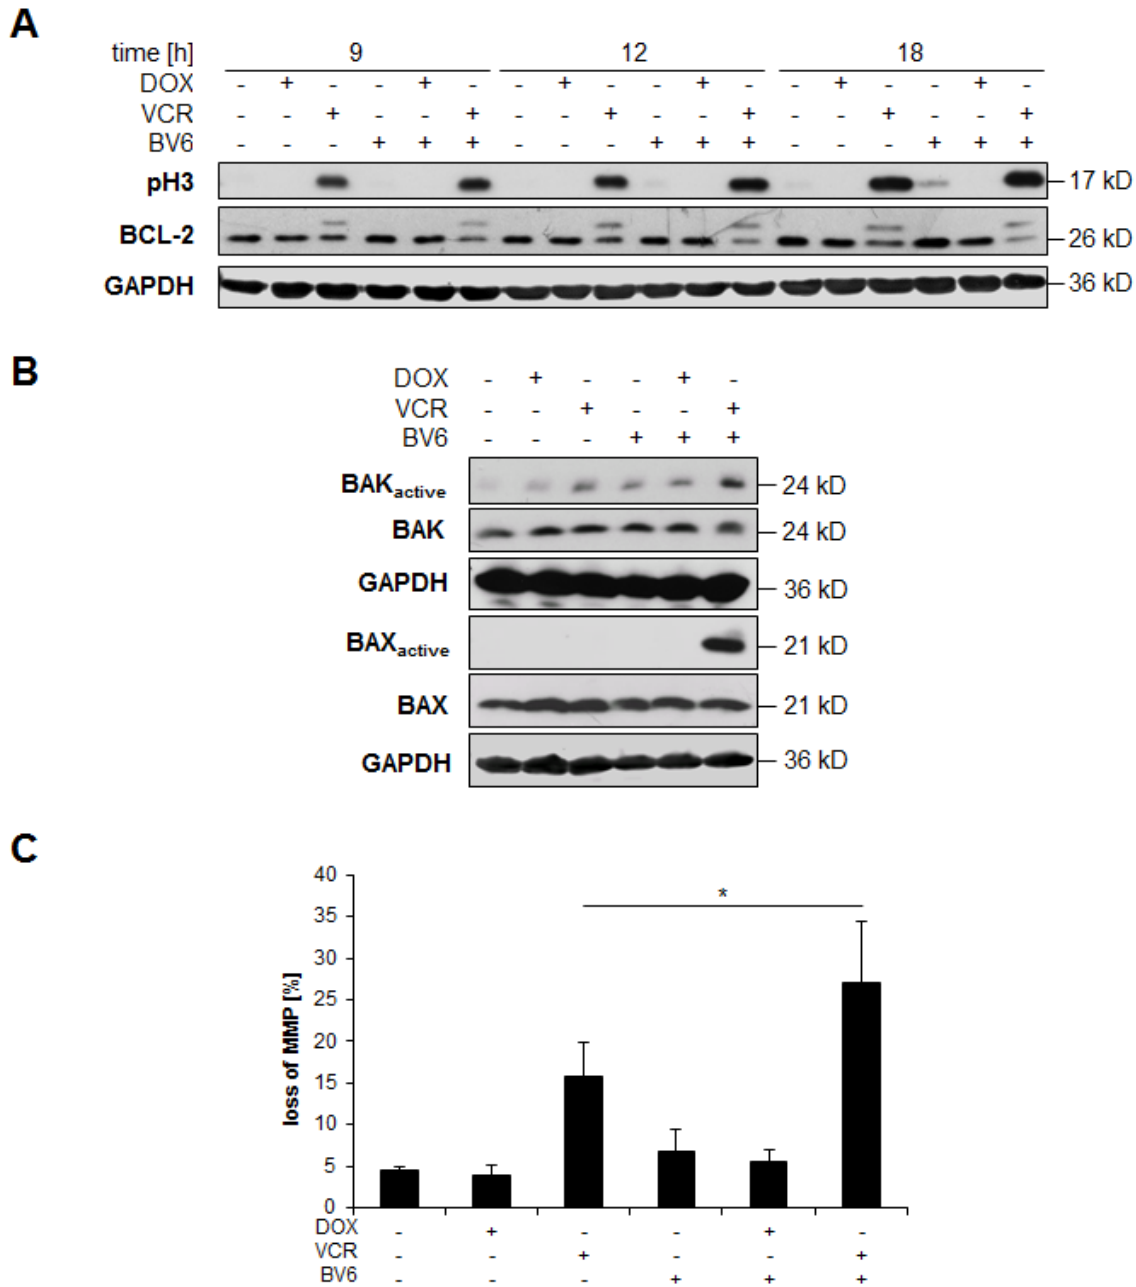 A
time [h] 9 12 18
DOX - + - - + - - + - - + - - + - - + -
VCR - - + - - + - - + - - + - - + - - +
BV6 - - - + + + - - - + + + - - - + + +
pH3 17 kD
BCL-2 26 kD
GAPDH 36 kD
B
DOX - + - - + -
VCR - - + - - +
BV6 - - - + + +
BAKactive 24 kD
BAK 24 kD
GAPDH 36 kD
BAXactive 21 kD
BAX 21 kD
GAPDH 36 kD
C
loss of MMP [%]
40
*
35
30
25
20
15
10
5
0
DOX - + - - + -
VCR - - + - - +
BV6 - - - + + +